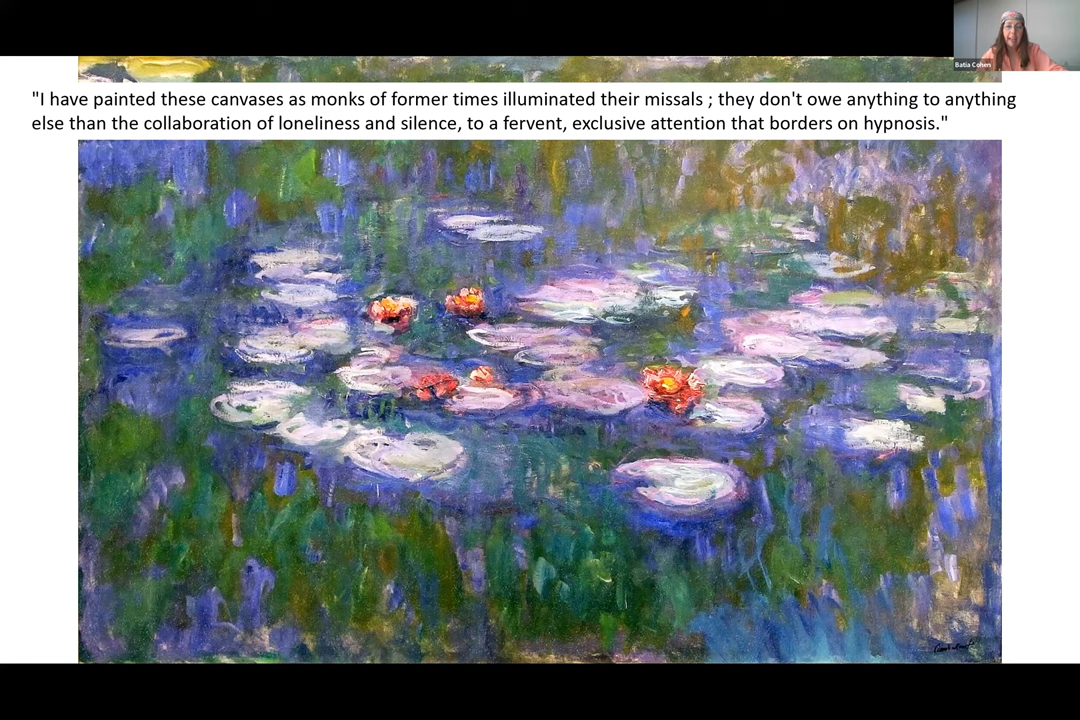 Batia Cohen
"I have painted these canvases as monks of former times illuminated their missals ; they don't owe anything to anything
else than the collaboration of loneliness and silence, to a fervent, exclusive attention that borders on hypnosis."